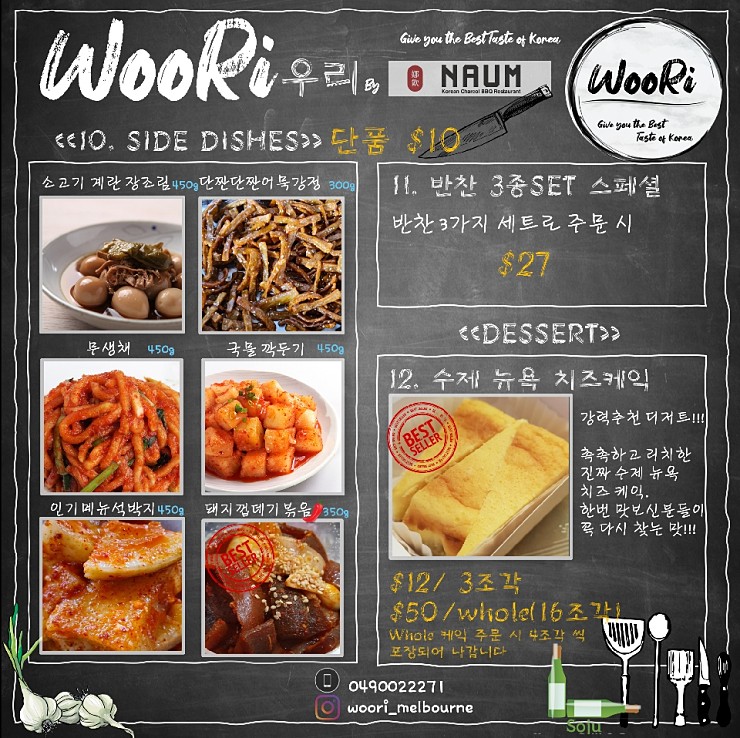 WooRi 우리 By
Give you the Best Taste of Korea
NAUM
Korean Charcol BBQ Restaurant
WooRi
Give you the Best
Taste of Korea
<<10. SIDE DISHES>> 단품 $10
소고기 계란 장조림 450g
단짠단짠 어묵강정 300g
무생채 450g
국물 깍두기 450g
인기메뉴 석박지 450g
돼지껍데기 볶음 350g
BEST SELLER
11. 반찬 3종SET 스페셜
반찬 3가지 세트로 주문 시
$27
<<DESSERT>>
12. 수제 뉴욕 치즈케익
BEST SELLER
강력추천 디저트!!!
촉촉하고 리치한
진짜 수제 뉴욕
치즈 케익.
한번 맛보신분들이
꼭 다시 찾는 맛!!!
$12/ 3조각
$50/whole(16조각)
Whole 케익 주문 시 4조각 씩
포장되어 나갑니다
0490022271
woori_melbourne
Soju